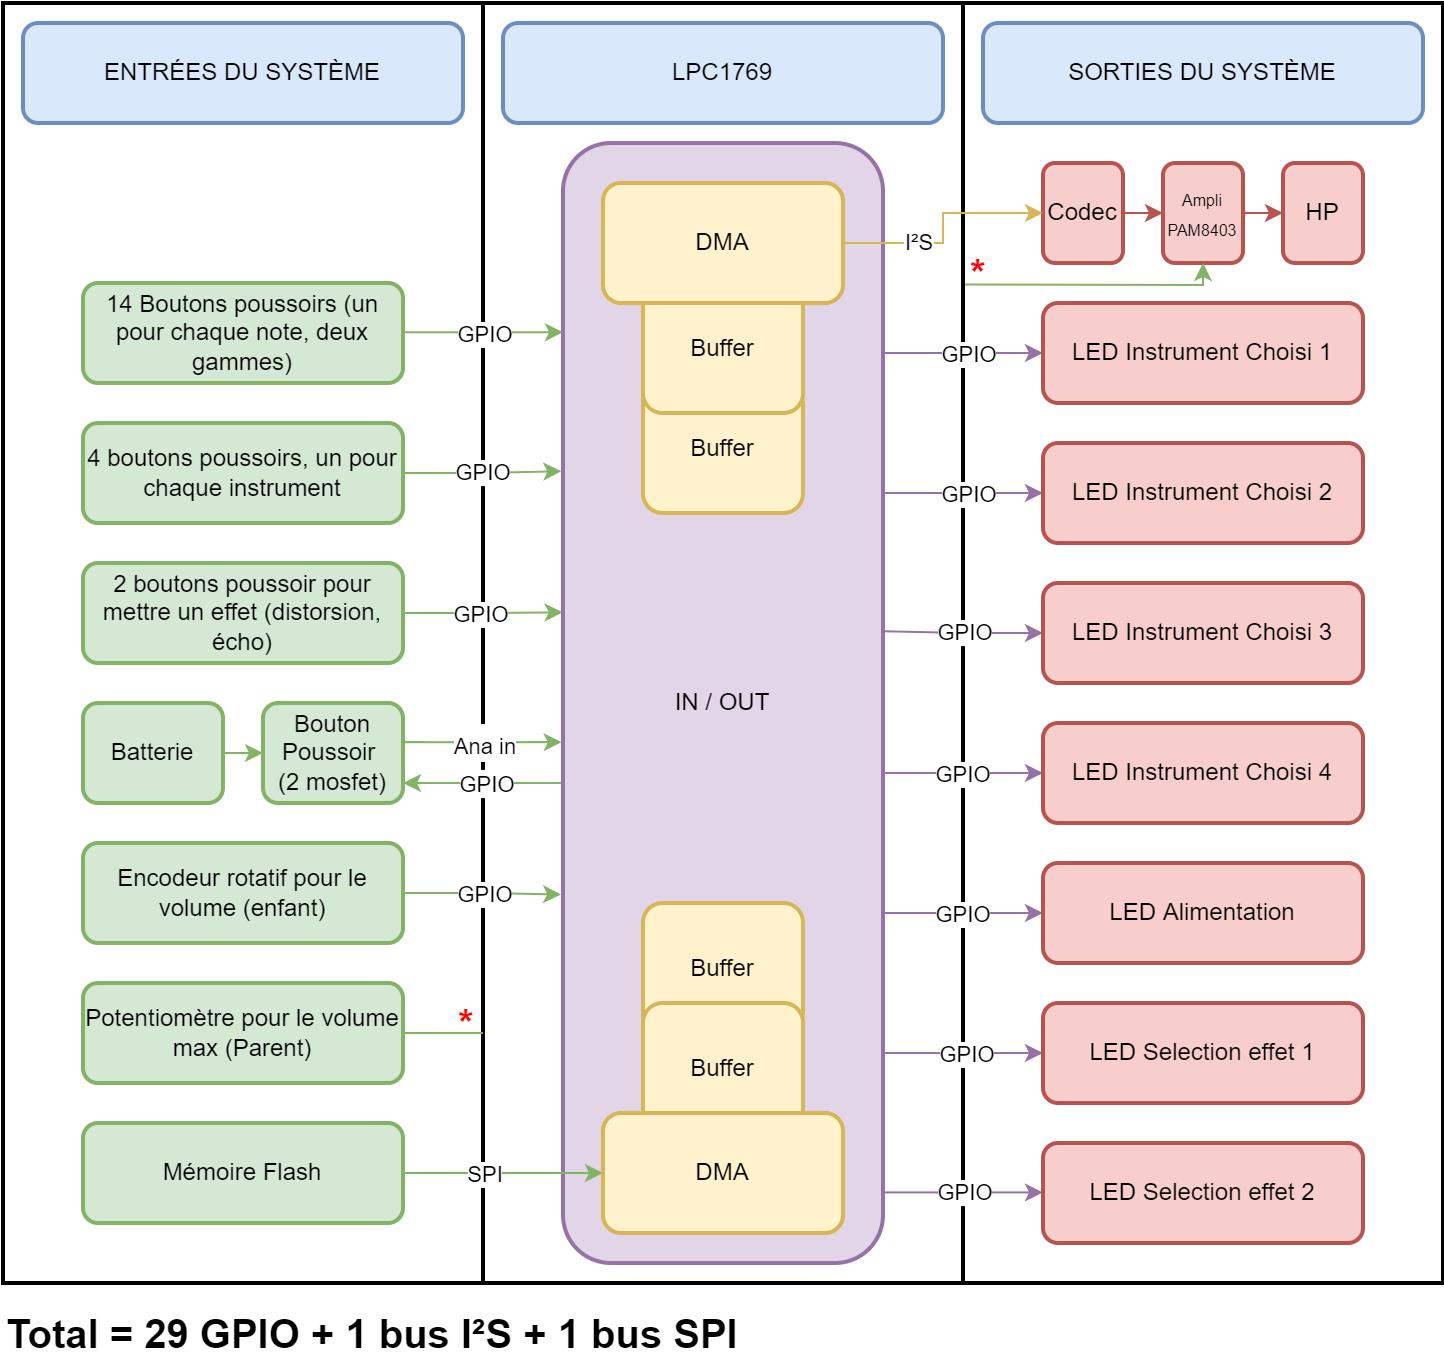 ENTRÉES DU SYSTÈME
LPC1769
SORTIES DU SYSTÈME
DMA
I²S
Codec
Ampli
PAM8403
HP
*
14 Boutons poussoirs (un
pour chaque note, deux
gammes)
GPIO
Buffer
GPIO
LED Instrument Choisi 1
4 boutons poussoirs, un pour
chaque instrument
GPIO
Buffer
GPIO
LED Instrument Choisi 2
2 boutons poussoir pour
mettre un effet (distorsion,
écho)
GPIO
GPIO
LED Instrument Choisi 3
Batterie
Bouton
Poussoir
(2 mosfet)
Ana in
GPIO
IN / OUT
GPIO
LED Instrument Choisi 4
Encodeur rotatif pour le
volume (enfant)
GPIO
GPIO
LED Alimentation
Potentiomètre pour le volume
max (Parent)
*
Buffer
Buffer
GPIO
LED Selection effet 1
Mémoire Flash
SPI
DMA
GPIO
LED Selection effet 2
Total = 29 GPIO + 1 bus I²S + 1 bus SPI